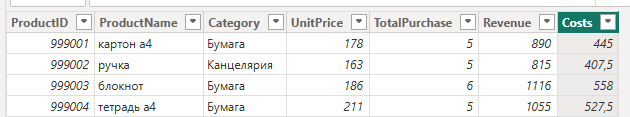 ProductID ProductName Category UnitPrice TotalPurchase Revenue Costs
999001 картон а4 Бумага 178 5 890 445
999002 ручка Канцелярия 163 5 815 407,5
999003 блокнот Бумага 186 6 1116 558
999004 тетрадь а4 Бумага 211 5 1055 527,5